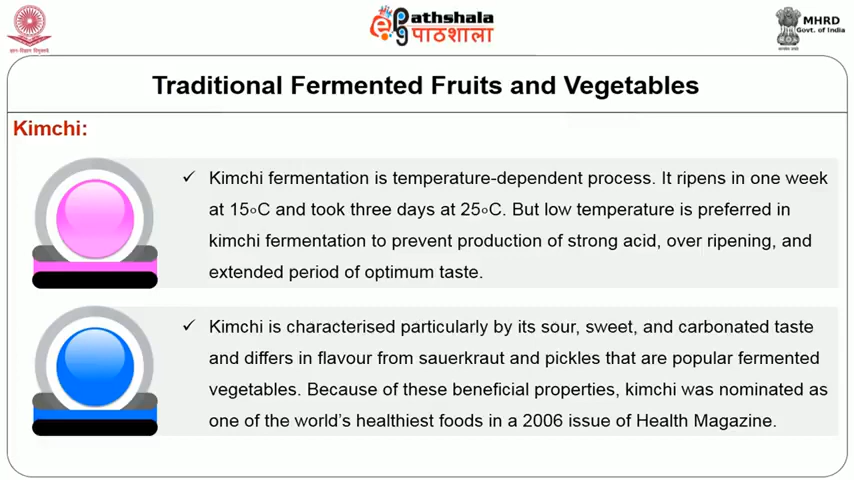 ePathshala
पाठशाला
MHRD
Govt. of India
Traditional Fermented Fruits and Vegetables
Kimchi:
✓ Kimchi fermentation is temperature-dependent process. It ripens in one week
at 15∘C and took three days at 25∘C. But low temperature is preferred in
kimchi fermentation to prevent production of strong acid, over ripening, and
extended period of optimum taste.
✓ Kimchi is characterised particularly by its sour, sweet, and carbonated taste
and differs in flavour from sauerkraut and pickles that are popular fermented
vegetables. Because of these beneficial properties, kimchi was nominated as
one of the world's healthiest foods in a 2006 issue of Health Magazine.